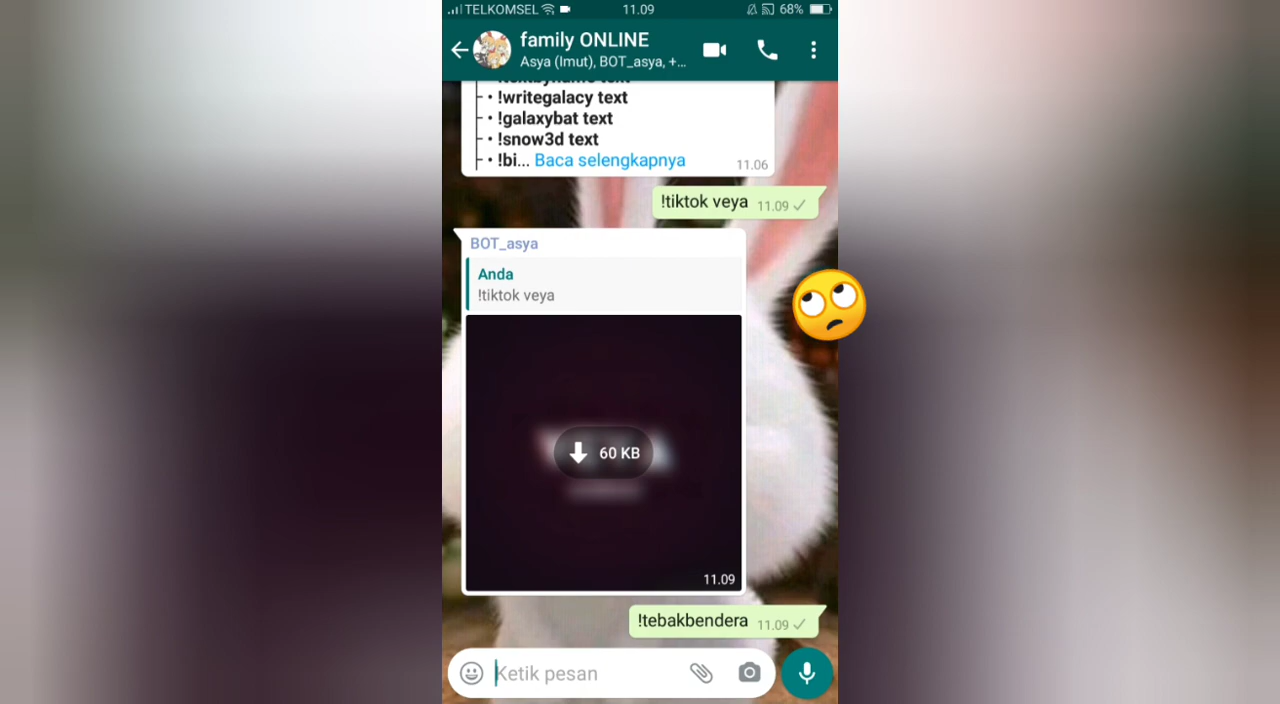 TELKOMSEL 11.09 68%
family ONLINE
Asya (Imut), BOT_asya, +...
• !writegalacy text
• !galaxybat text
• !snow3d text
• !bi... Baca selengkapnya 11.06
!tiktok veya 11.09
BOT_asya
Anda
!tiktok veya
60 KB
11.09
!tebakbendera 11.09
Ketik pesan